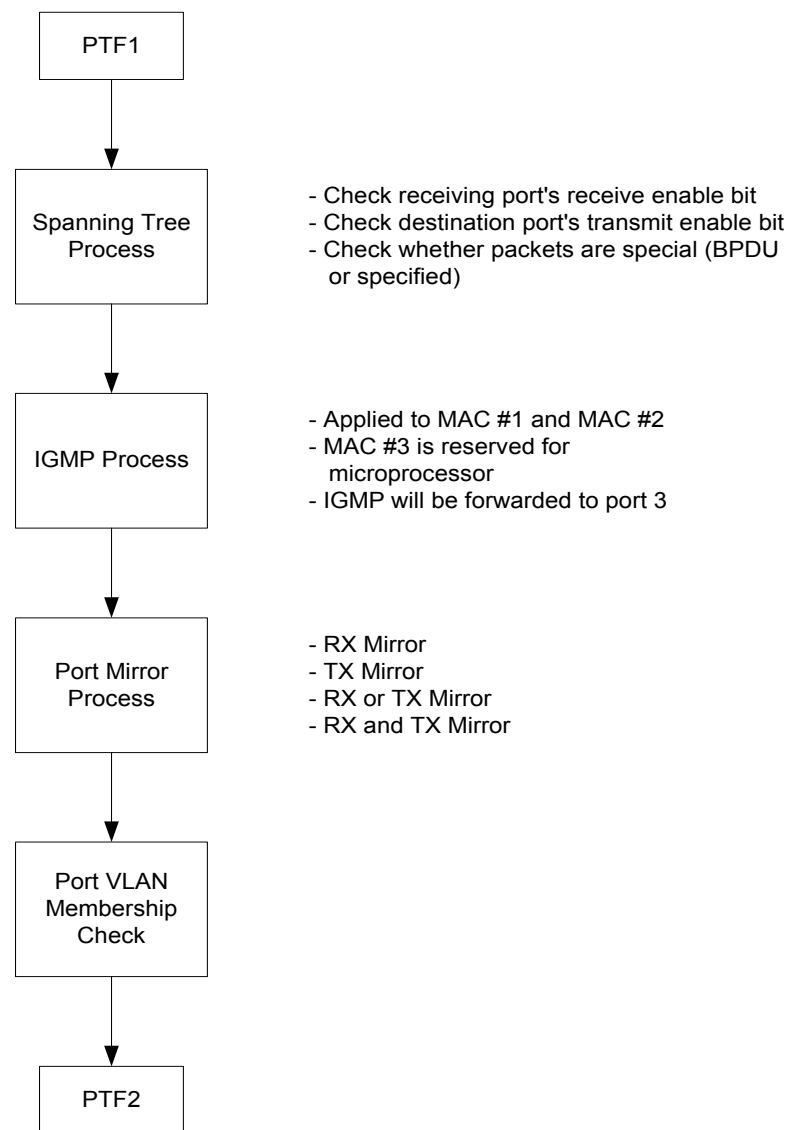 PTF1
Spanning Tree
Process
- Check receiving port's receive enable bit
- Check destination port's transmit enable bit
- Check whether packets are special (BPDU
or specified)
IGMP Process
- Applied to MAC #1 and MAC #2
- MAC #3 is reserved for
microprocessor
- IGMP will be forwarded to port 3
Port Mirror
Process
- RX Mirror
- TX Mirror
- RX or TX Mirror
- RX and TX Mirror
Port VLAN
Membership
Check
PTF2